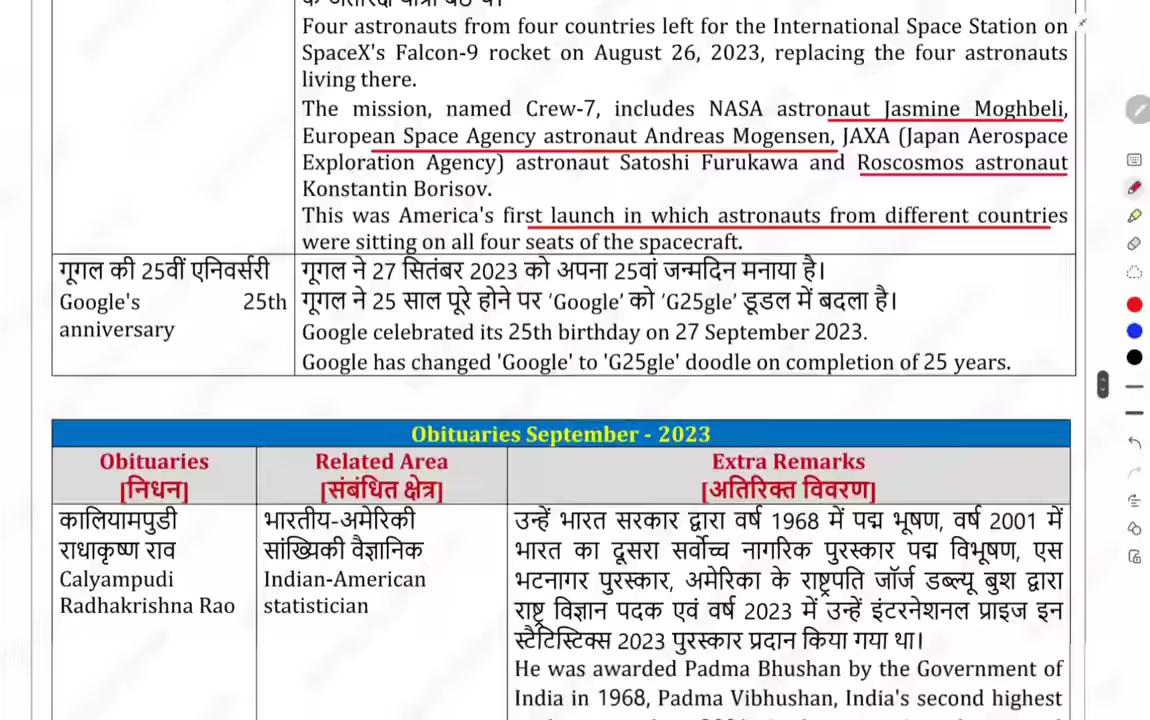 के अंतरिक्ष यात्री बैठे थे।
Four astronauts from four countries left for the International Space Station on
SpaceX's Falcon-9 rocket on August 26, 2023, replacing the four astronauts
living there.
The mission, named Crew-7, includes NASA astronaut Jasmine Moghbeli,
European Space Agency astronaut Andreas Mogensen, JAXA (Japan Aerospace
Exploration Agency) astronaut Satoshi Furukawa and Roscosmos astronaut
Konstantin Borisov.
This was America's first launch in which astronauts from different countries
were sitting on all four seats of the spacecraft.
गूगल की 25वीं एनिवर्सरी
Google's 25th
anniversary
गूगल ने 27 सितंबर 2023 को अपना 25वां जन्मदिन मनाया है।
गूगल ने 25 साल पूरे होने पर ‘Google’ को ‘G25gle’ डूडल में बदला है।
Google celebrated its 25th birthday on 27 September 2023.
Google has changed 'Google' to 'G25gle' doodle on completion of 25 years.
Obituaries September - 2023
Obituaries
[निधन]
Related Area
[संबंधित क्षेत्र]
Extra Remarks
[अतिरिक्त विवरण]
कालियामपुडी
राधाकृष्ण राव
Calyampudi
Radhakrishna Rao
भारतीय-अमेरिकी
सांख्यिकी वैज्ञानिक
Indian-American
statistician
उन्हें भारत सरकार द्वारा वर्ष 1968 में पद्म भूषण, वर्ष 2001 में
भारत का दूसरा सर्वोच्च नागरिक पुरस्कार पद्म विभूषण, एस
भटनागर पुरस्कार, अमेरिका के राष्ट्रपति जॉर्ज डब्ल्यू बुश द्वारा
राष्ट्र विज्ञान पदक एवं वर्ष 2023 में उन्हें इंटरनेशनल प्राइज इन
स्टैटिस्टिक्स 2023 पुरस्कार प्रदान किया गया था।
He was awarded Padma Bhushan by the Government of
India in 1968, Padma Vibhushan, India's second highest